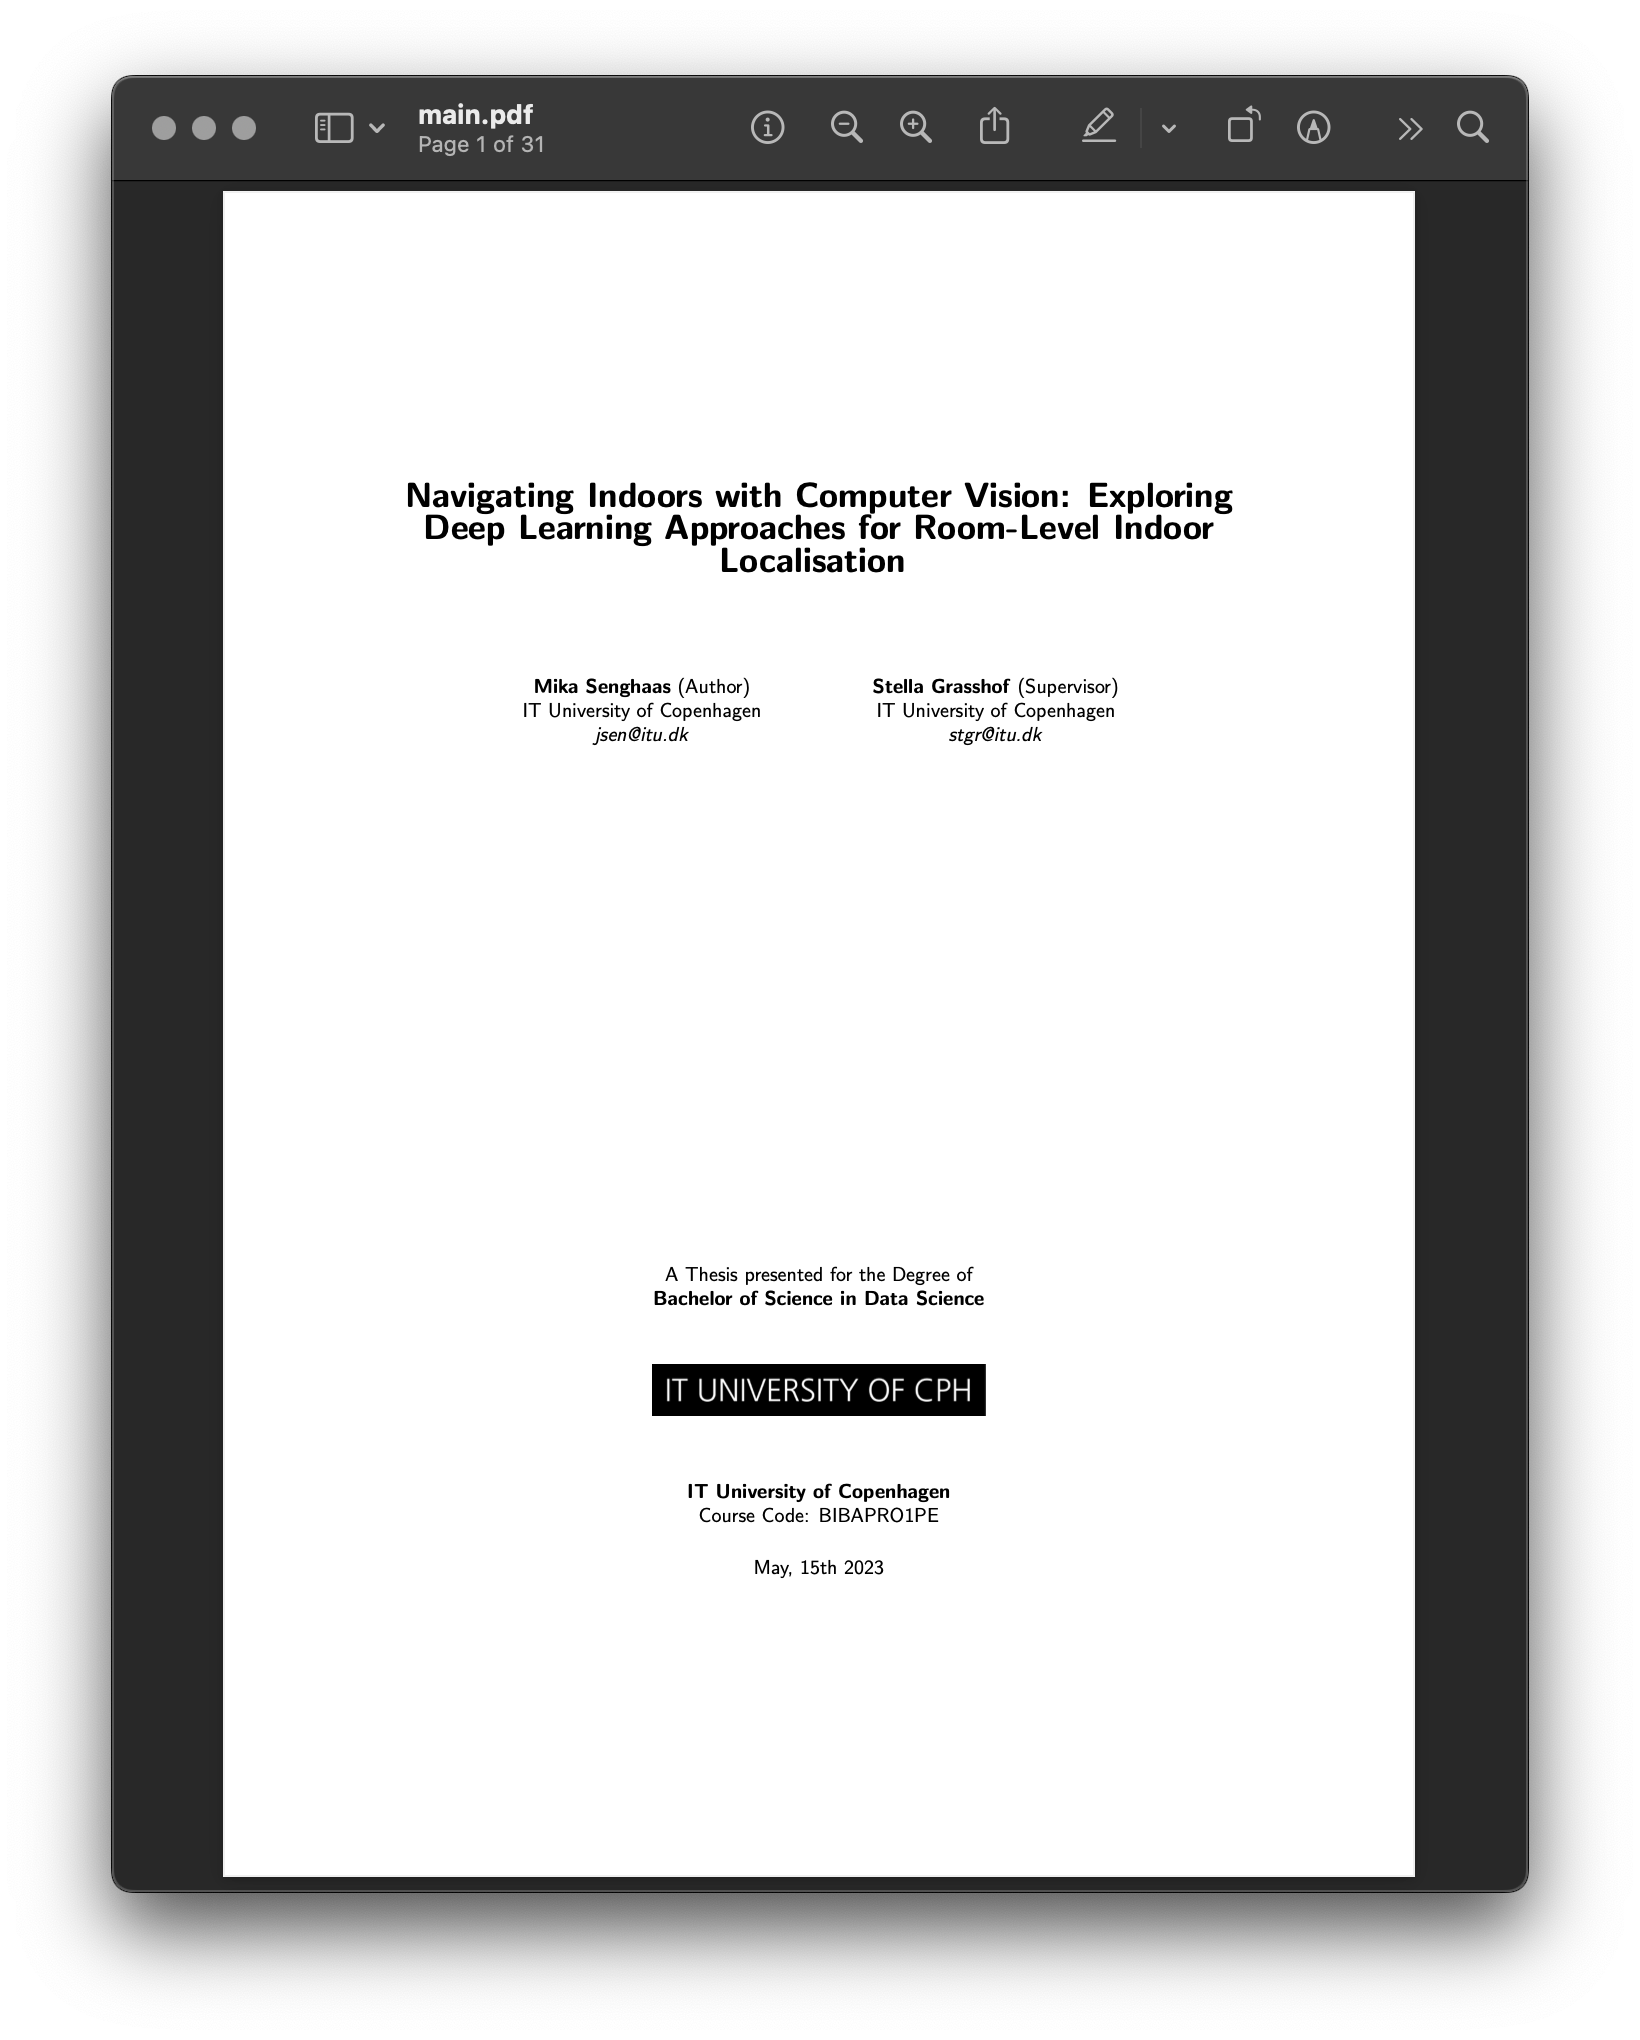 main.pdf
Page 1 of 31
Navigating Indoors with Computer Vision: Exploring
Deep Learning Approaches for Room-Level Indoor
Localisation
Mika Senghaas (Author)
IT University of Copenhagen
jsen@itu.dk
Stella Grasshof (Supervisor)
IT University of Copenhagen
stgr@itu.dk
A Thesis presented for the Degree of
Bachelor of Science in Data Science
IT UNIVERSITY OF CPH
IT University of Copenhagen
Course Code: BIBAPRO1PE
May, 15th 2023